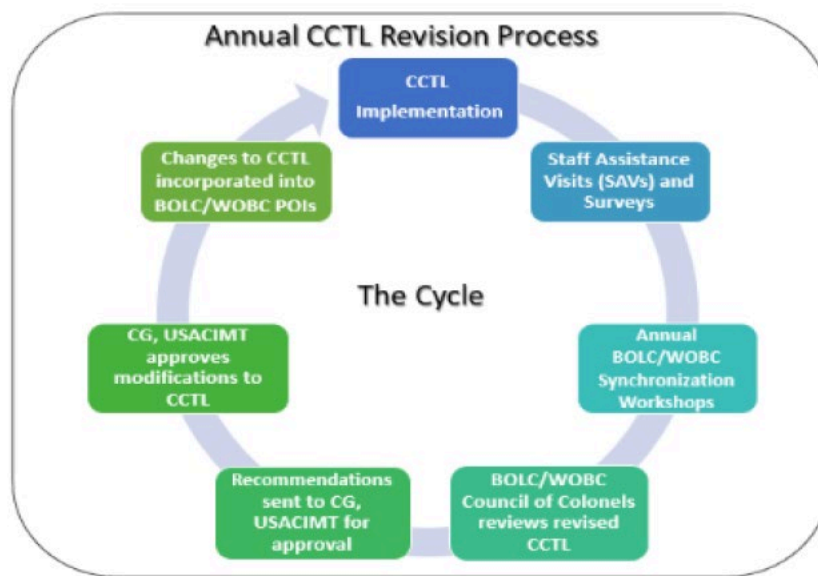 Annual CCTL Revision Process
CCTL
Implementation
Staff Assistance
Visits (SAVs) and
Surveys
Annual
BOLC/WOBC
Synchronization
Workshops
BOLC/WOBC
Council of Colonels
reviews revised
CCTL
Recommendations
sent to CG,
USACIMT for
approval
CG, USACIMT
approves
modifications to
CCTL
Changes to CCTL
incorporated into
BOLC/WOBC POIs
The Cycle